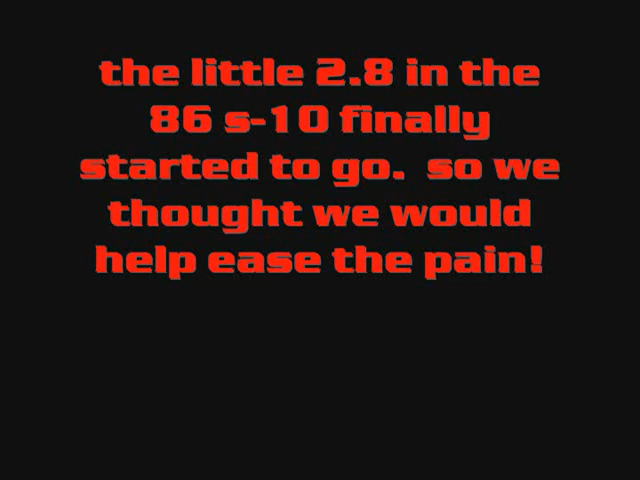 the little 2.8 in the
86 s-10 finally
started to go.  so we
thought we would
help ease the pain!